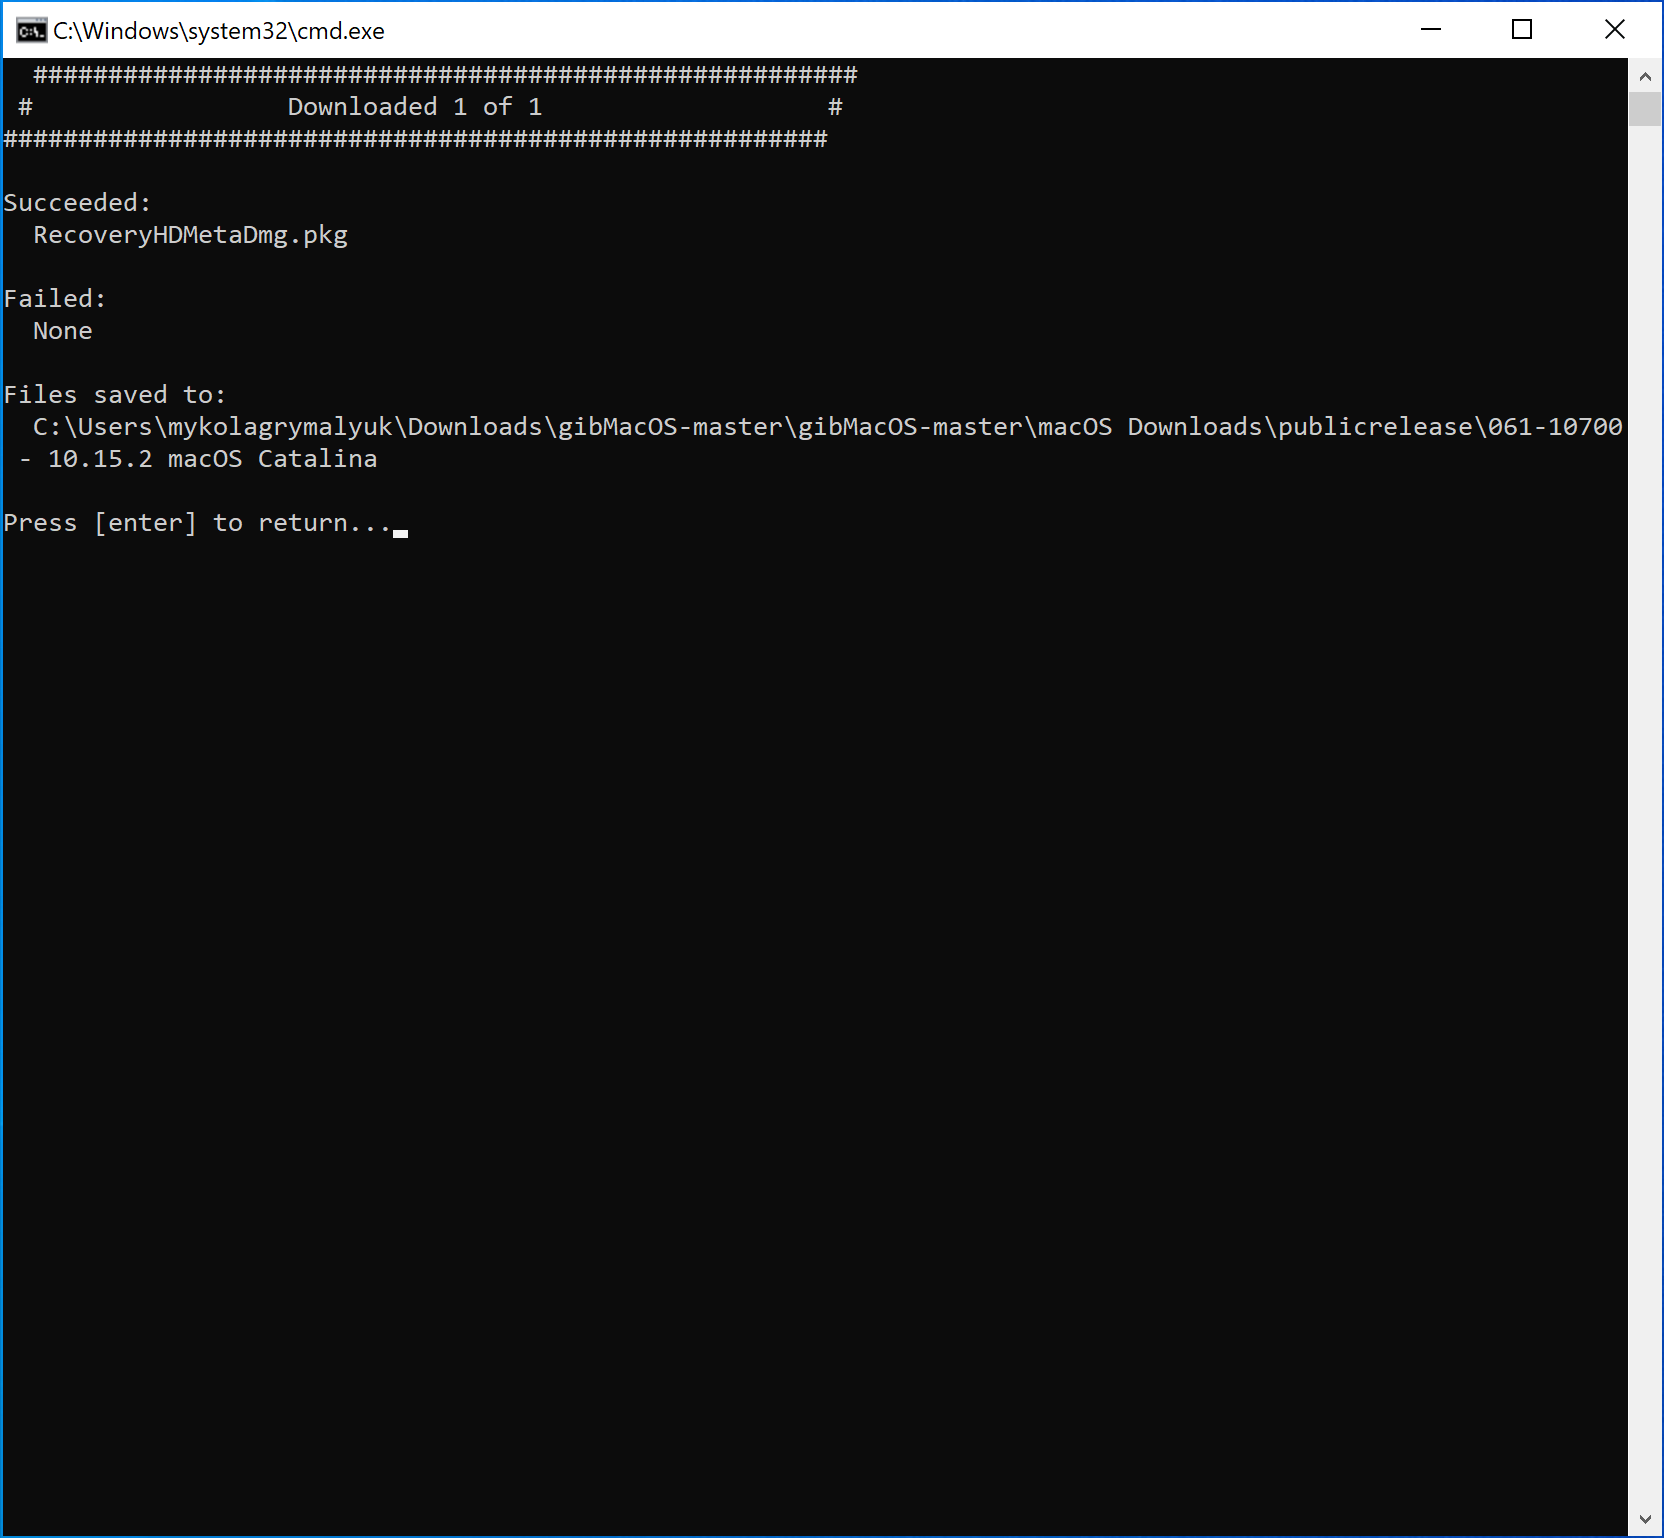 C:\Windows\system32\cmd.exe
#######################################################
# Downloaded 1 of 1 #
#######################################################
Succeeded:
RecoveryHDMetaDmg.pkg
Failed:
None
Files saved to:
C:\Users\mykolagrymalyuk\Downloads\gibMacOS-master\gibMacOS-master\macOS Downloads\publicrelease\061-10700
- 10.15.2 macOS Catalina
Press [enter] to return...